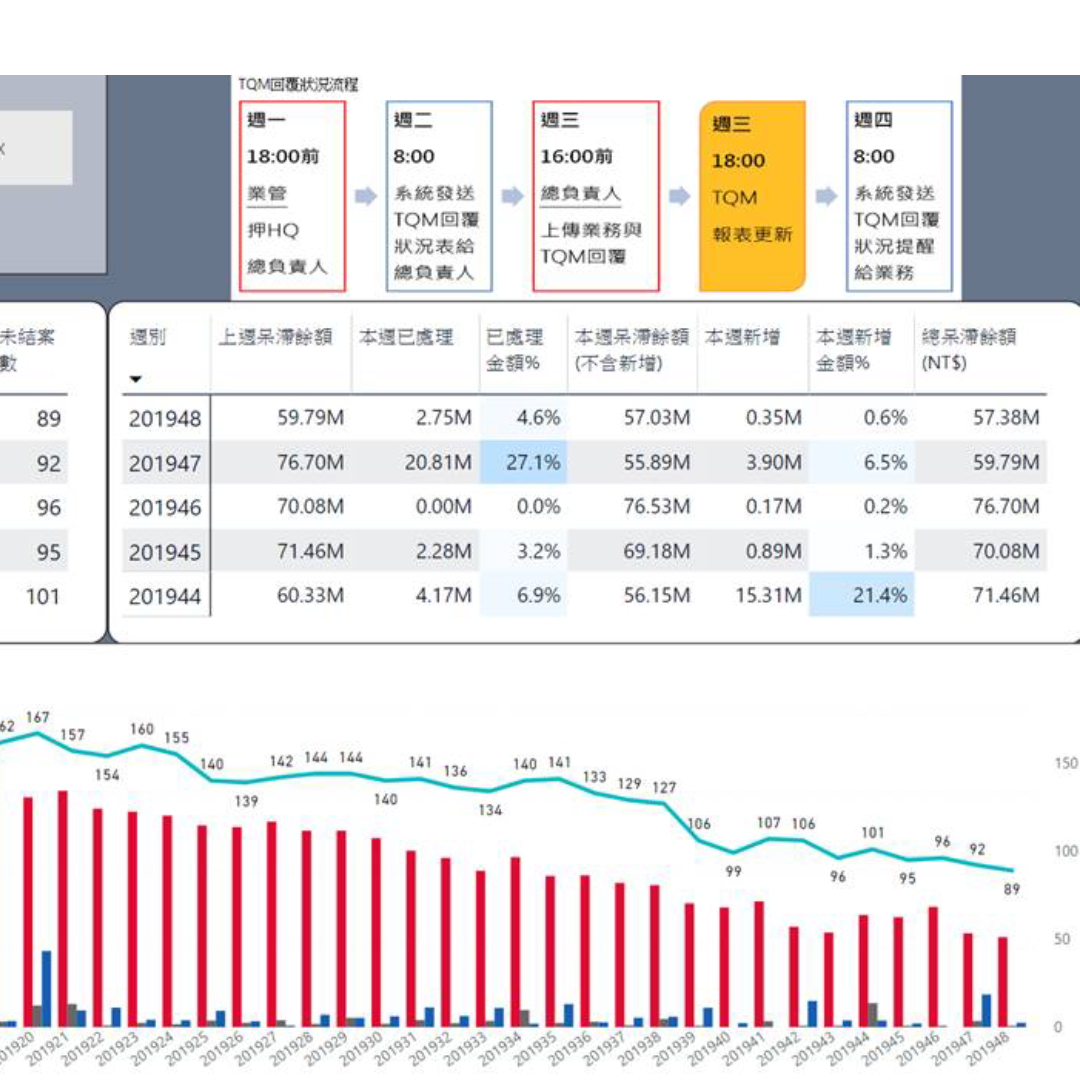 TQM回覆狀況流程
週一
18:00前
業管
押HQ
總負責人
週二
8:00
系統發送
TQM回覆
狀況表給
總負責人
週三
16:00前
總負責人
上傳業務與
TQM回覆
週三
18:00
TQM
報表更新
週四
8:00
系統發送
TQM回覆
狀況提醒
給業務
未結案
數
89
92
96
95
101
週別 上週呆滯餘額 本週已處理 已處理金額% 本週呆滯餘額(不含新增) 本週新增 本週新增金額% 總呆滯餘額(NT$)
201948 59.79M 2.75M 4.6% 57.03M 0.35M 0.6% 57.38M
201947 76.70M 20.81M 27.1% 55.89M 3.90M 6.5% 59.79M
201946 70.08M 0.00M 0.0% 76.53M 0.17M 0.2% 76.70M
201945 71.46M 2.28M 3.2% 69.18M 0.89M 1.3% 70.08M
201944 60.33M 4.17M 6.9% 56.15M 15.31M 21.4% 71.46M
62 167 157 154 160 155 140 139 142 144 144 140 141 136 134 140 141 133 129 127 106 99 107 106 96 101 95 96 92 89
150
100
50
0
201920 201921 201922 201923 201924 201925 201926 201927 201928 201929 201930 201931 201932 201933 201934 201935 201936 201937 201938 201939 201940 201941 201942 201943 201944 201945 201946 201947 201948